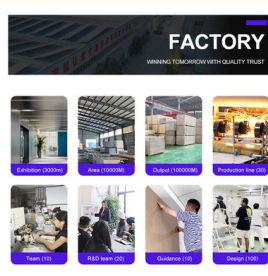 FACTORY
WINNING TOMORROW WITH QUALITY TRUST
Exhibition (3000m)
Area (10000M)
Output (100000M)
Production line (30)
Team (10)
R&D team (20)
Guidance (10)
Design (100)